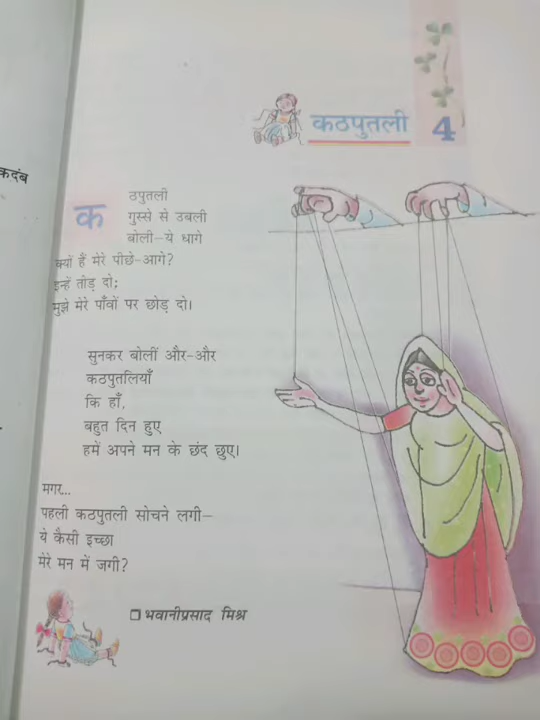 कदंब
कठपुतली
4
कठपुतली
गुस्से से उबली
बोली-ये धागे
क्यों हैं मेरे पीछे-आगे?
इन्हें तोड़ दो;
मुझे मेरे पाँवों पर छोड़ दो।
सुनकर बोलीं और-और
कठपुतलियाँ
कि हाँ,
बहुत दिन हुए
हमें अपने मन के छंद छुए।
मगर...
पहली कठपुतली सोचने लगी-
ये कैसी इच्छा
मेरे मन में जगी?
□ भवानीप्रसाद मिश्र